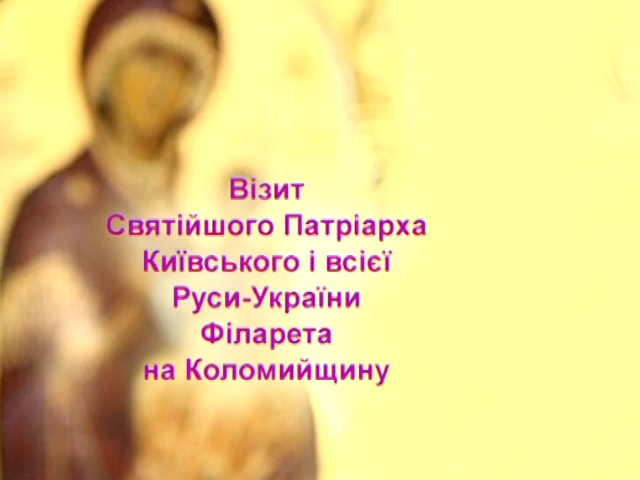 Візит
Святійшого Патріарха
Київського і всієї
Руси-України
Філарета
на Коломийщину